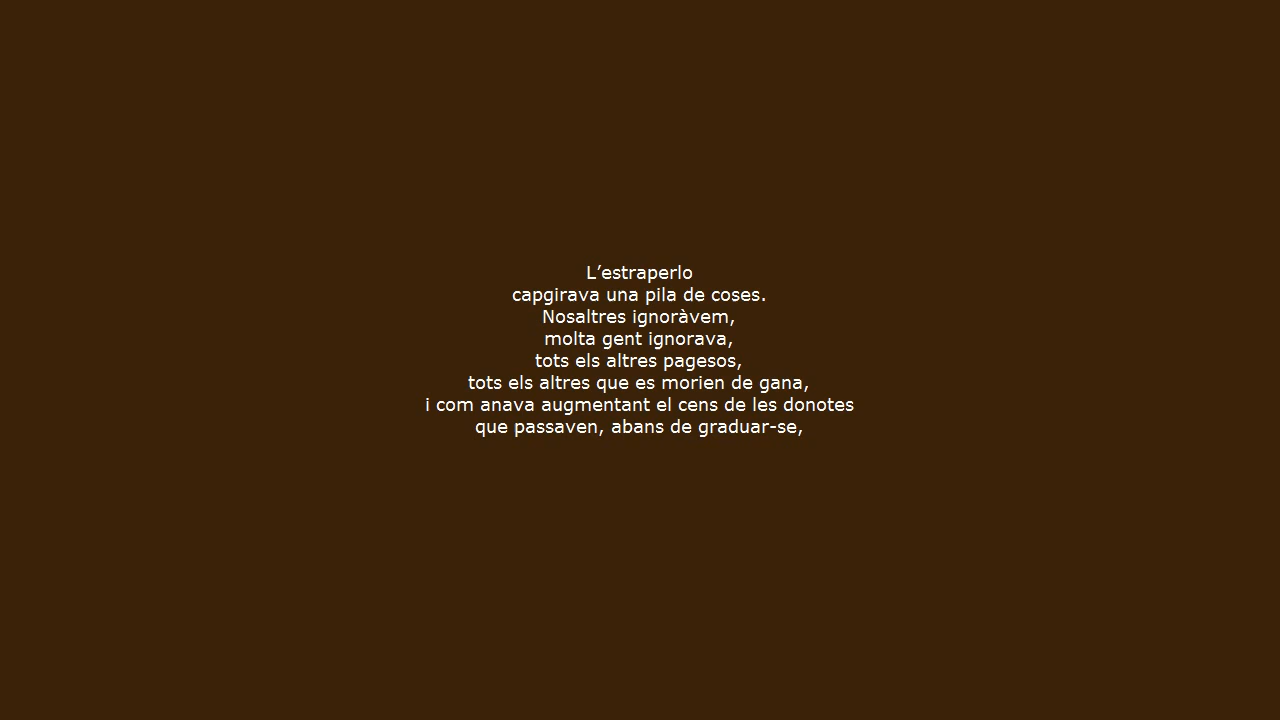 L’estraperlo
capgirava una pila de coses.
Nosaltres ignoràvem,
molta gent ignorava,
tots els altres pagesos,
tots els altres que es morien de gana,
i com anava augmentant el cens de les donotes
que passaven, abans de graduar-se,